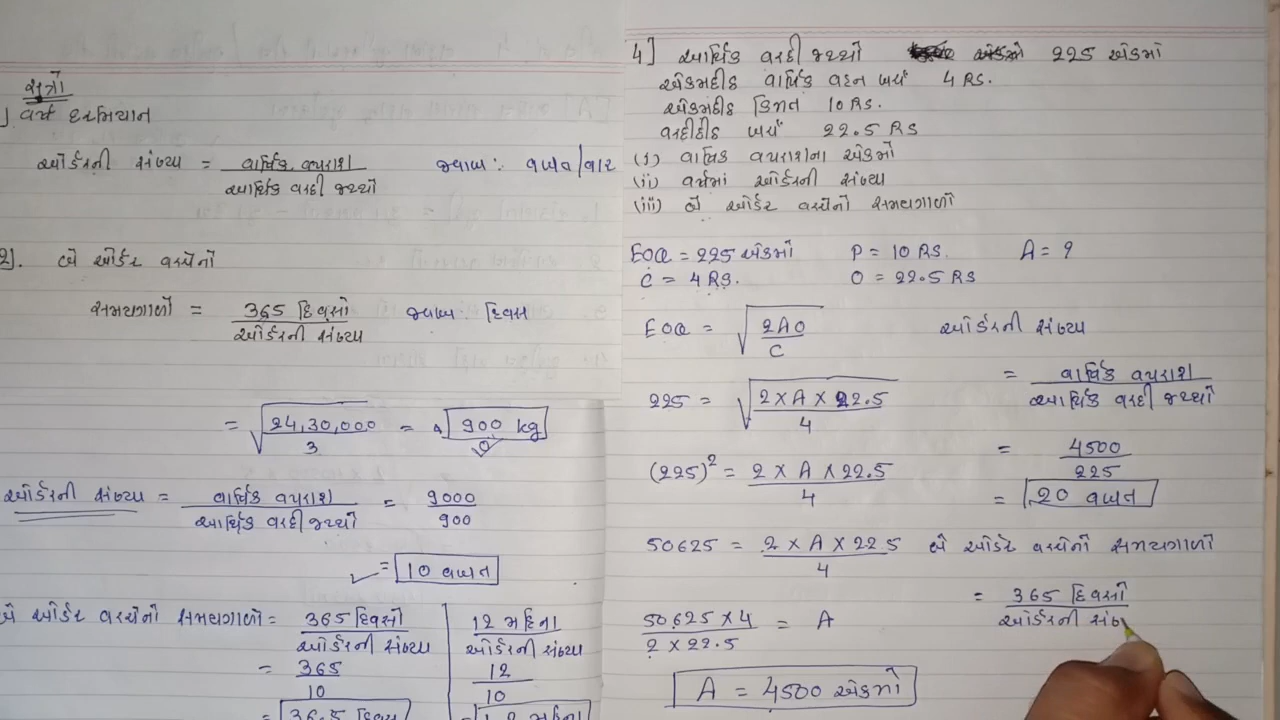 સૂત્રો
1) વર્ષ દરમિયાન
ઓર્ડરની સંખ્યા = વાર્ષિક વપરાશ / આર્થિક વરદી જથ્થો જવાબ: વખત/વાર
2). બે ઓર્ડર વચ્ચેનો
સમયગાળો = 365 દિવસો / ઓર્ડરની સંખ્યા જવાબ: દિવસ
= √24,30,000 / 3 = 900 kg
ઓર્ડરની સંખ્યા = વાર્ષિક વપરાશ / આર્થિક વરદી જથ્થો = 9000 / 900
= 10 વખત
બે ઓર્ડર વચ્ચેનો સમયગાળો = 365 દિવસો / ઓર્ડરની સંખ્યા | 12 મહિના / ઓર્ડરની સંખ્યા
= 365 / 10 | 12 / 10
= 36.5 દિવસ | = 1.2 મહિના
4] આર્થિક વરદી જથ્થો 225 એકમો
એકમદીઠ વાર્ષિક વહન ખર્ચ 4 RS.
એકમદીઠ કિંમત 10 RS.
વરદીદીઠ ખર્ચ 22.5 RS
(i) વાર્ષિક વપરાશના એકમો
(ii) વર્ષમાં ઓર્ડરની સંખ્યા
(iii) બે ઓર્ડર વચ્ચેનો સમયગાળો
EOQ = 225 એકમો P = 10 RS. A = ?
C = 4 RS. O = 22.5 RS
EOQ = √2AO / C
225 = √2 × A × 22.5 / 4
(225)² = 2 × A × 22.5 / 4
50625 = 2 × A × 22.5 / 4
50625 × 4 / 2 × 22.5 = A
A = 4500 એકમો
ઓર્ડરની સંખ્યા
= વાર્ષિક વપરાશ / આર્થિક વરદી જથ્થો
= 4500 / 225
= 20 વખત
બે ઓર્ડર વચ્ચેનો સમયગાળો
= 365 દિવસો / ઓર્ડરની